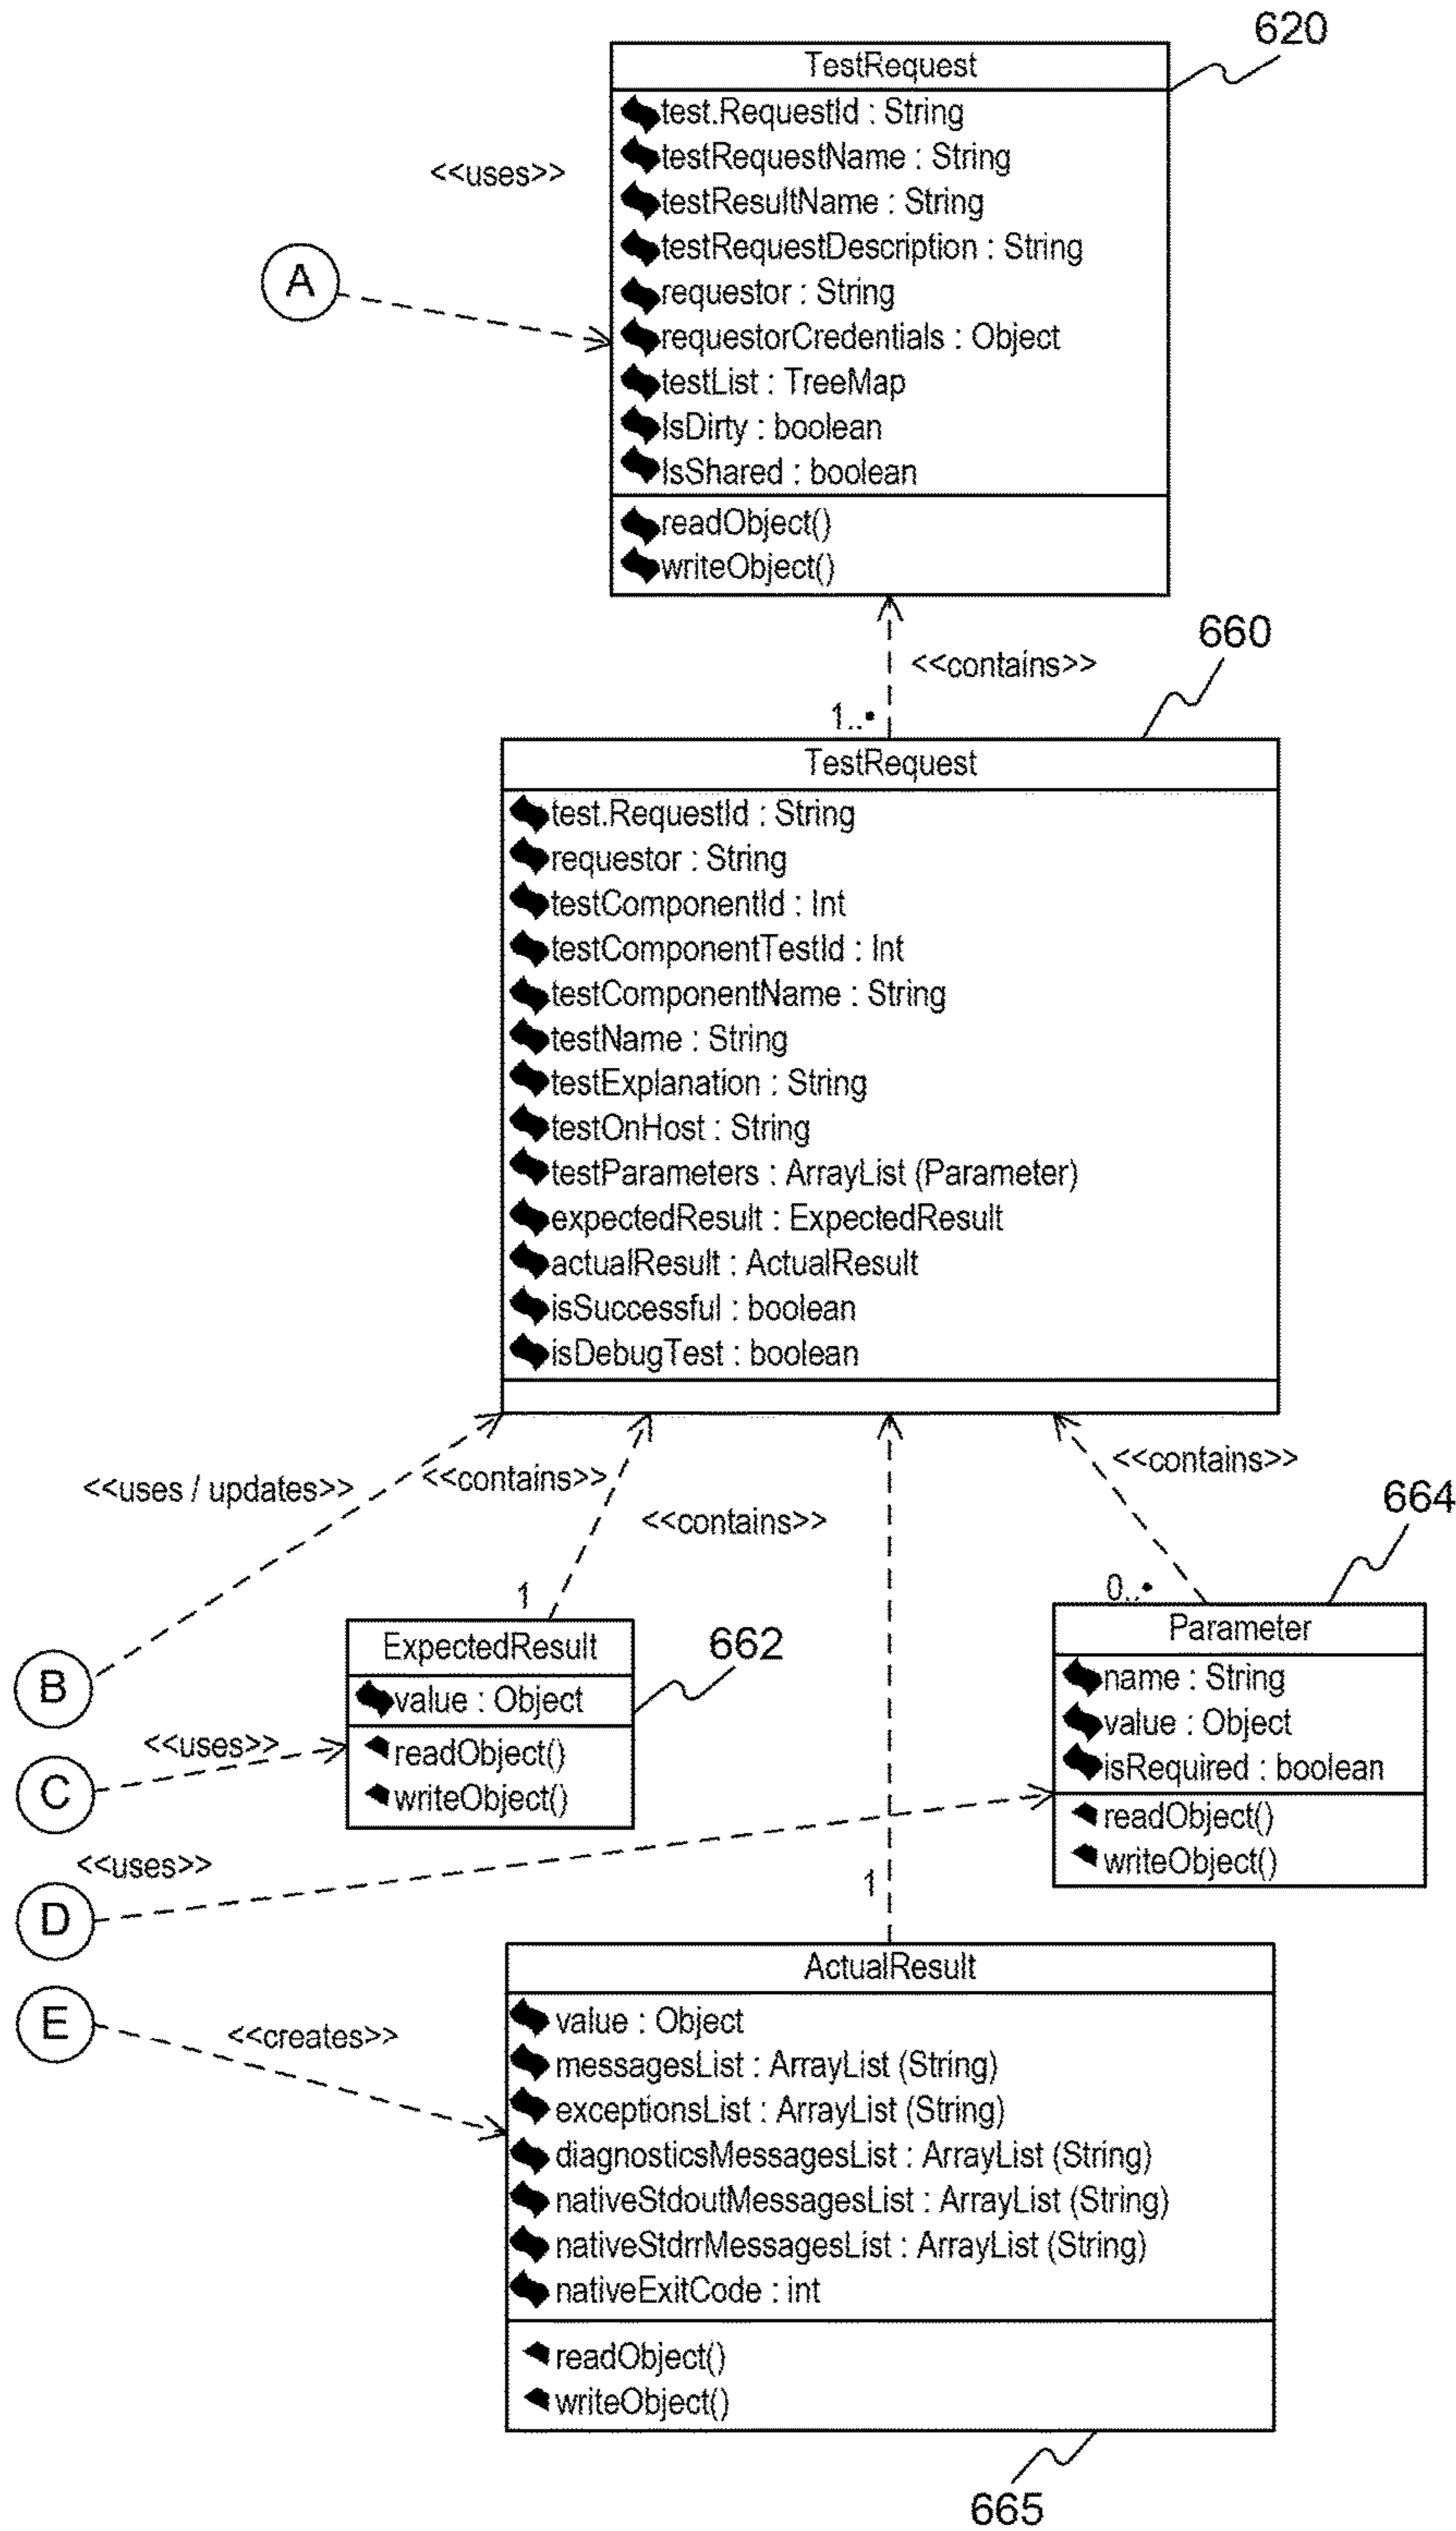 620
TestRequest
test.RequestId : String
testRequestName : String
testResultName : String
testRequestDescription : String
requestor : String
requestorCredentials : Object
testList : TreeMap
IsDirty : boolean
IsShared : boolean
readObject()
writeObject()
<<uses>>
A
<<contains>>
1..*
660
TestRequest
test.RequestId : String
requestor : String
testComponentId : Int
testComponentTestId : Int
testComponentName : String
testName : String
testExplanation : String
testOnHost : String
testParameters : ArrayList (Parameter)
expectedResult : ExpectedResult
actualResult : ActualResult
isSuccessful : boolean
isDebugTest : boolean
<<uses / updates>>
<<contains>>
<<contains>>
<<contains>>
664
1
0..*
ExpectedResult
value : Object
readObject()
writeObject()
662
Parameter
name : String
value : Object
isRequired : boolean
readObject()
writeObject()
B
<<uses>>
C
<<uses>>
D
1
E
<<creates>>
ActualResult
value : Object
messagesList : ArrayList (String)
exceptionsList : ArrayList (String)
diagnosticsMessagesList : ArrayList (String)
nativeStdoutMessagesList : ArrayList (String)
nativeStdrrMessagesList : ArrayList (String)
nativeExitCode : int
readObject()
writeObject()
665